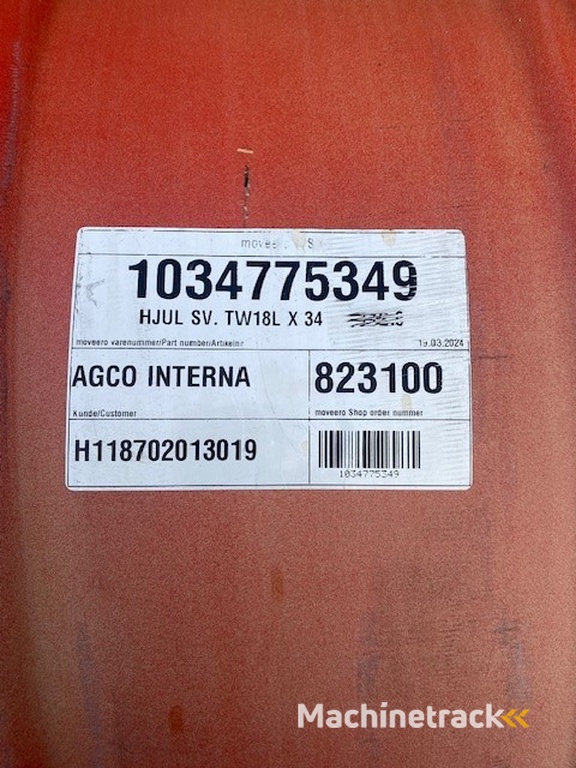 1034775349
HJUL SV. TW18L X 34
moveero varenummer/Part number/Artikelnr
19.03.2024
AGCO INTERNA
823100
Kunde/Customer
moveero Shop order nummer
H118702013019
1034775349
Machinetrack